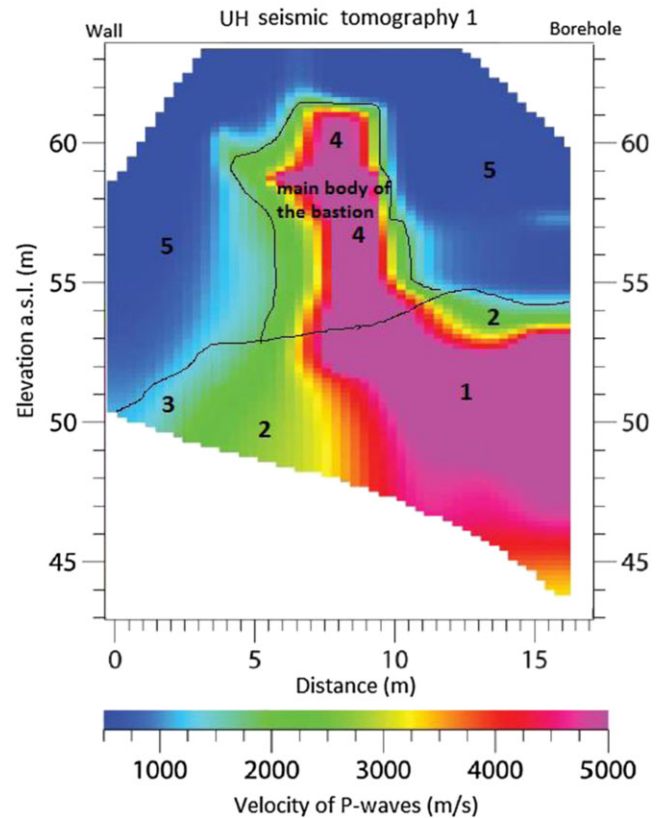 UH seismic tomography 1
Wall
Borehole
60
4
60
5
main body of
the bastion
4
5
55
2
55
Elevation a.s.l. (m)
3
2
1
50
50
45
45
0 5 10 15
Distance (m)
1000 2000 3000 4000 5000
Velocity of P-waves (m/s)